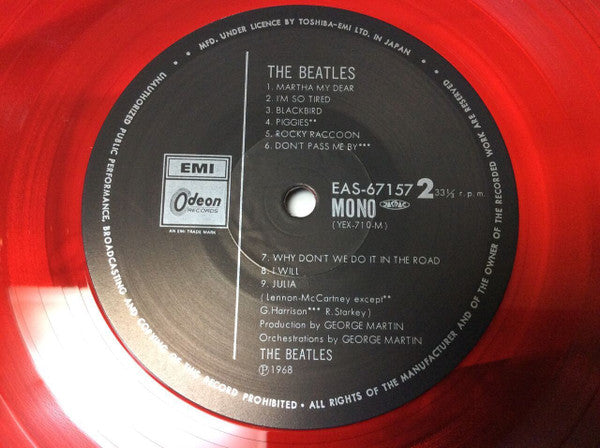 MFD. UNDER LICENCE BY TOSHIBA-EMI LTD. IN JAPAN
UNAUTHORIZED PUBLIC PERFORMANCE, BROADCASTING AND COPYING OF THIS RECORD PROHIBITED • ALL RIGHTS OF THE MANUFACTURER AND OF THE OWNER OF THE RECORDED WORK ARE RESERVED
THE BEATLES
1. MARTHA MY DEAR
2. I'M SO TIRED
3. BLACKBIRD
4. PIGGIES**
5. ROCKY RACCOON
6. DON'T PASS ME BY***
EMI
Odeon
RECORDS
AN EMI TRADE MARK
EAS-67157 2 33⅓ r.p.m.
MONO
(YEX-710-M)
7. WHY DON'T WE DO IT IN THE ROAD
8. I WILL
9. JULIA
(Lennon-McCartney except**
G.Harrison*** R.Starkey)
Production by GEORGE MARTIN
Orchestrations by GEORGE MARTIN
THE BEATLES
Ⓟ1968